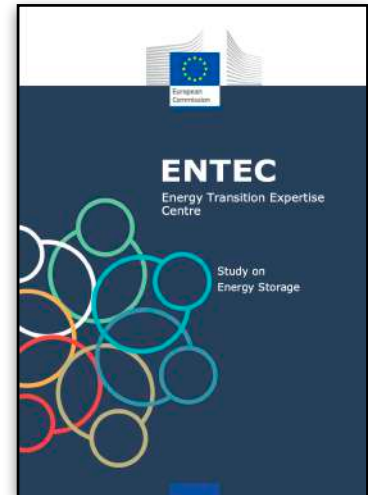 European
Commission
ENTEC
Energy Transition Expertise
Centre
Study on
Energy Storage